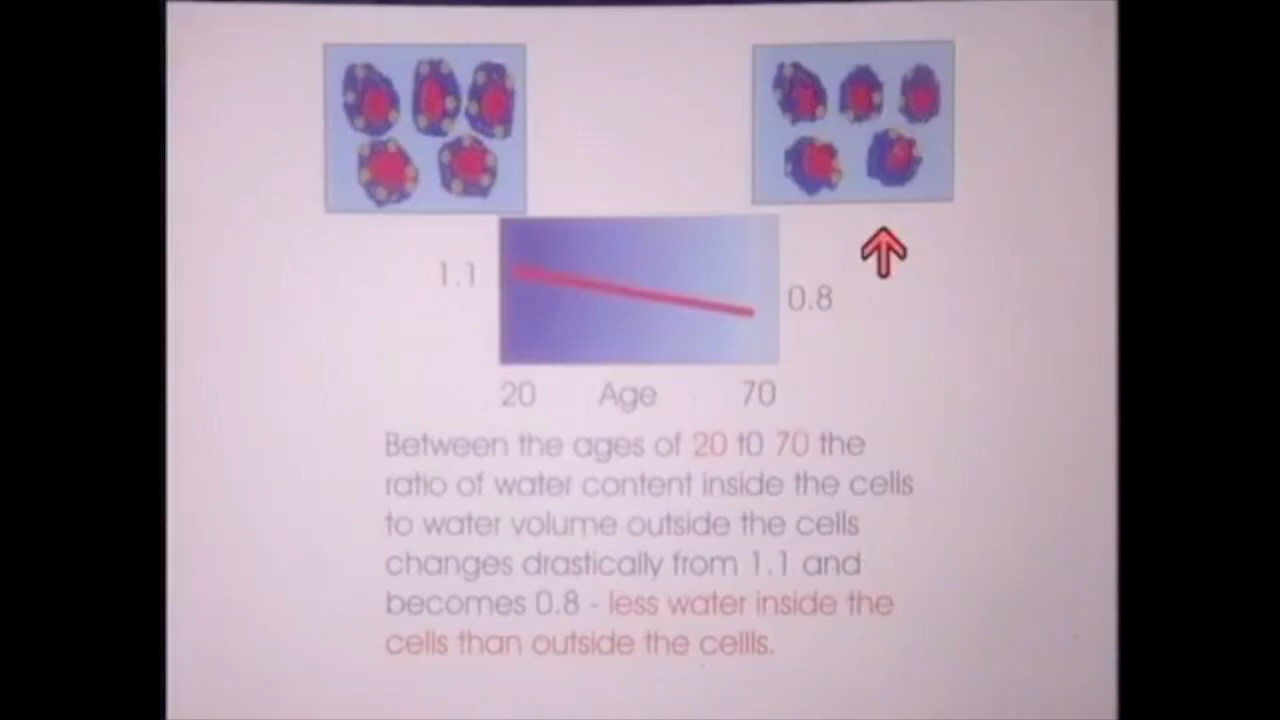 1.1
0.8
20 Age 70
Between the ages of 20 t0 70 the
ratio of water content inside the cells
to water volume outside the cells
changes drastically from 1.1 and
becomes 0.8 - less water inside the
cells than outside the cellls.